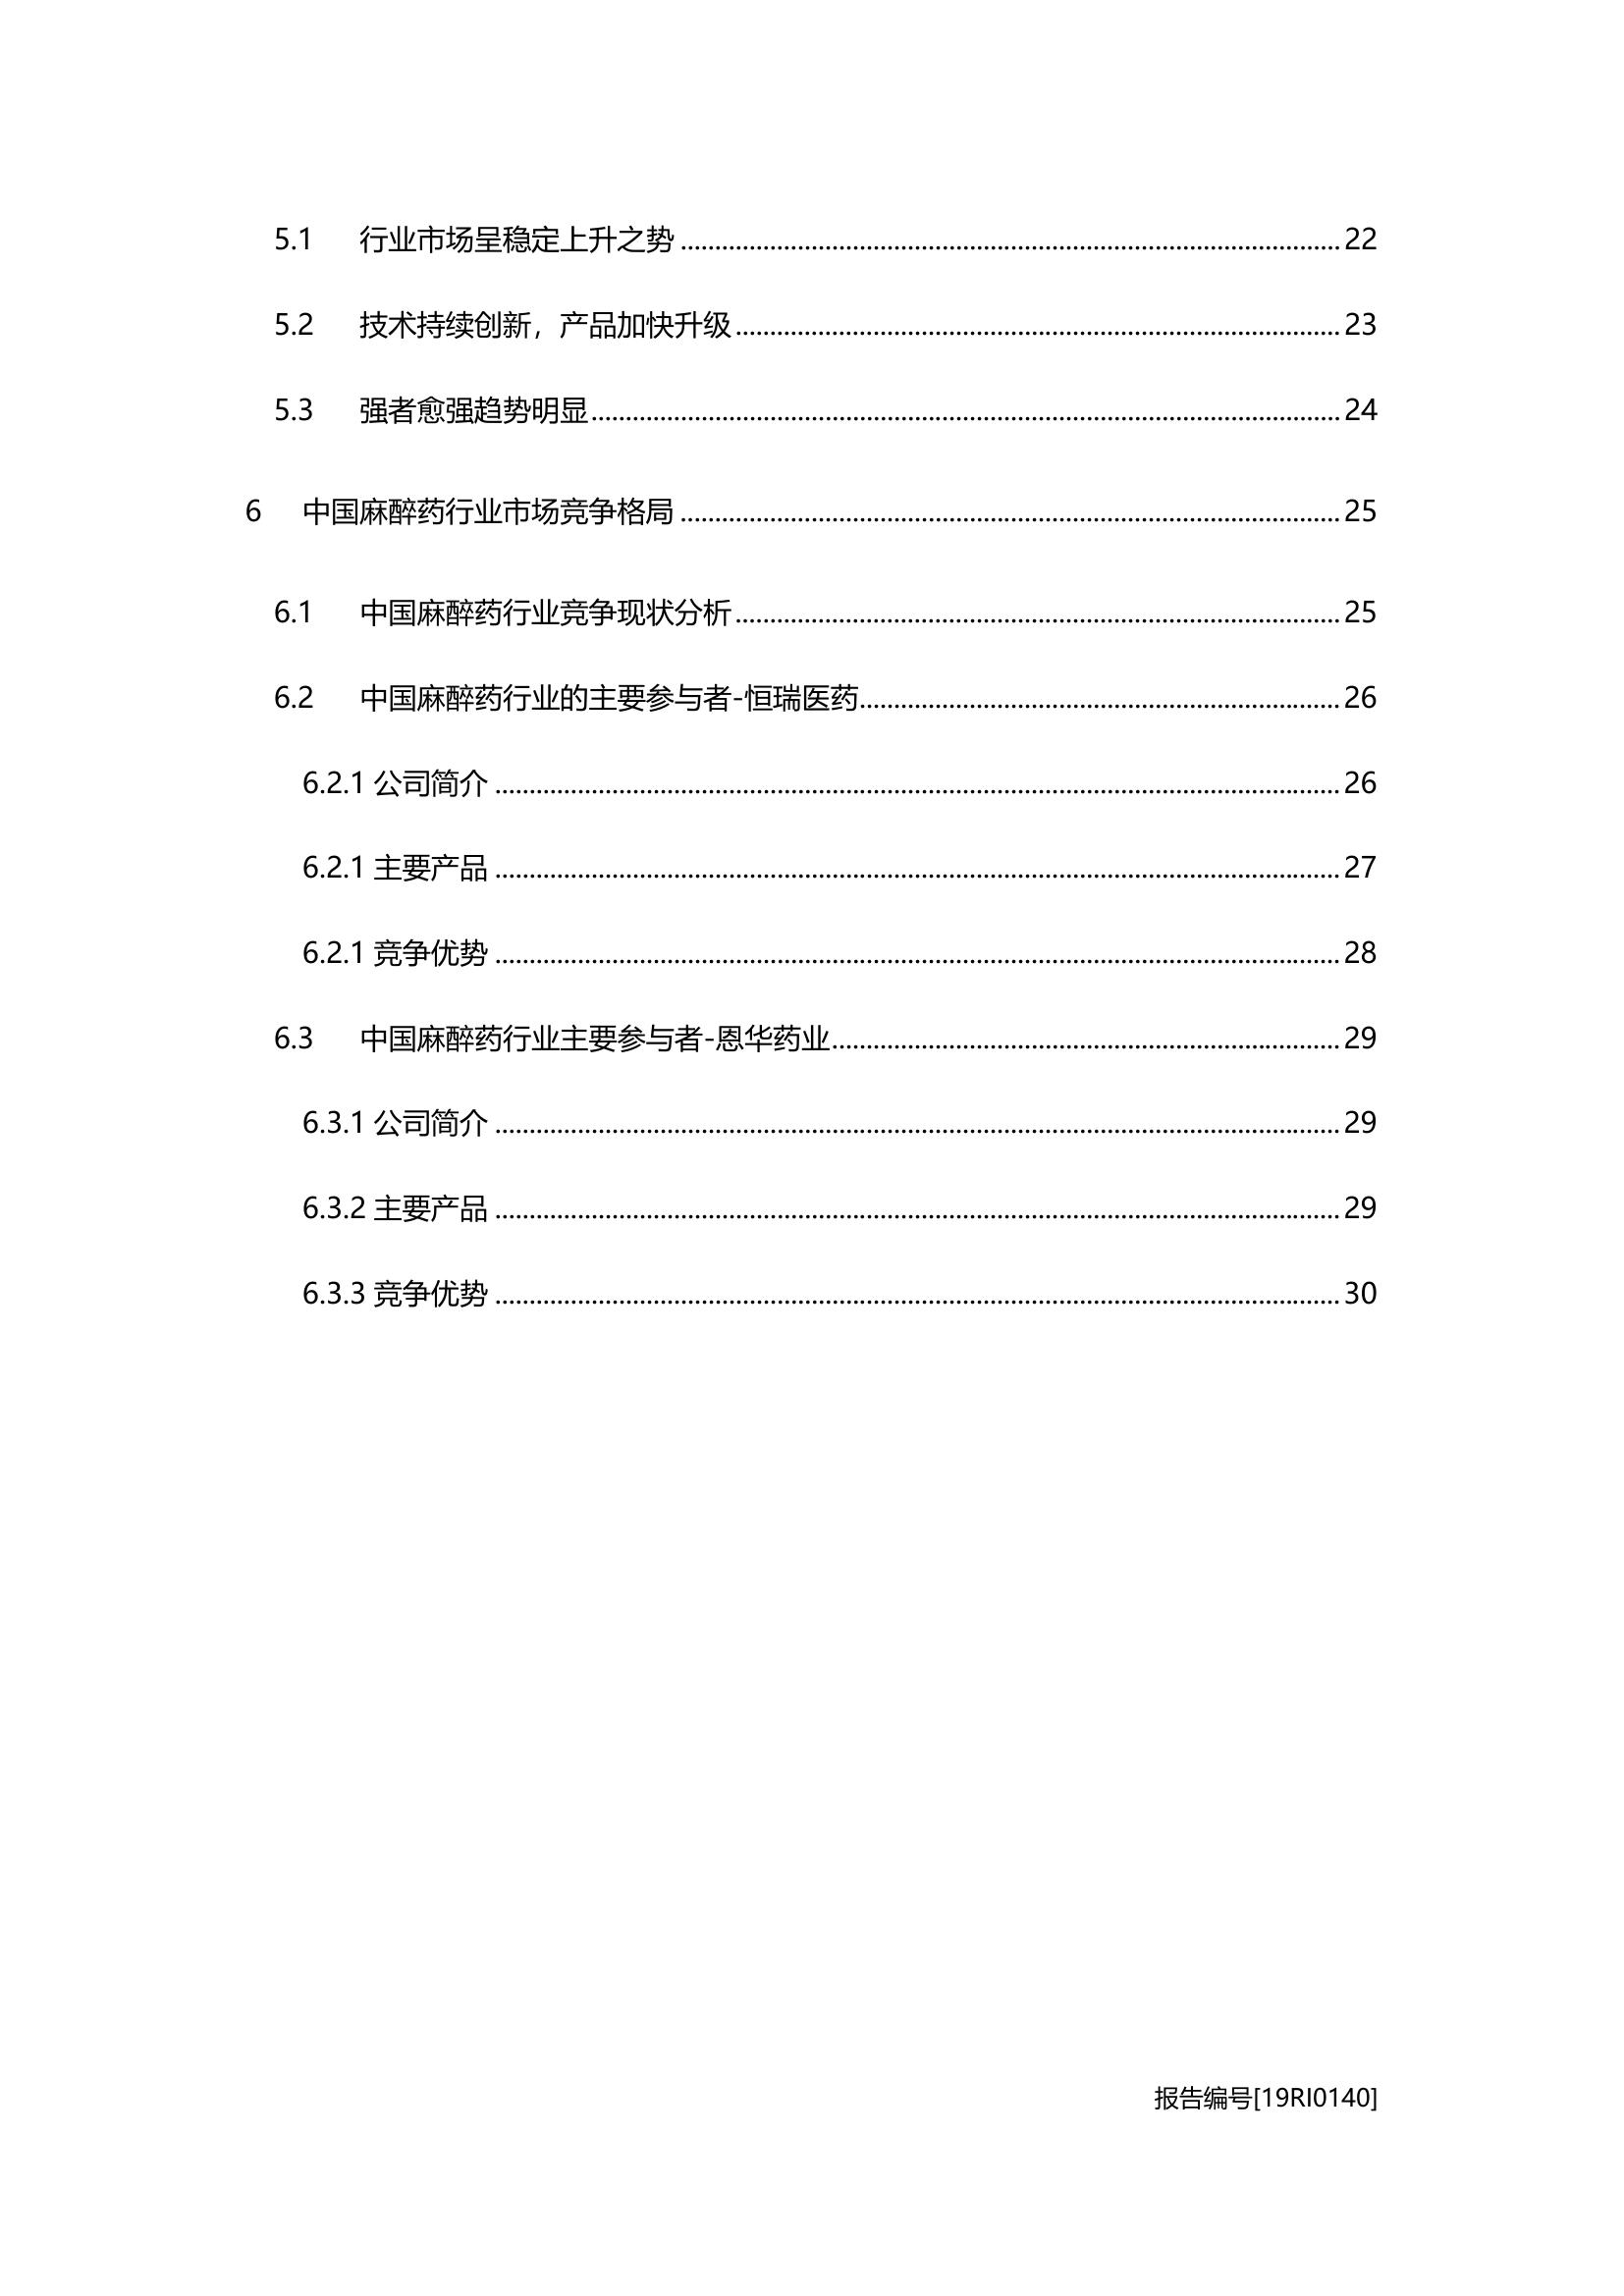 5.1 行业市场呈稳定上升之势 ........................................ 22
5.2 技术持续创新，产品加快升级 ........................................ 23
5.3 强者愈强趋势明显 ........................................ 24
6 中国麻醉药行业市场竞争格局 ........................................ 25
6.1 中国麻醉药行业竞争现状分析 ........................................ 25
6.2 中国麻醉药行业的主要参与者-恒瑞医药 ........................................ 26
6.2.1 公司简介 ........................................ 26
6.2.1 主要产品 ........................................ 27
6.2.1 竞争优势 ........................................ 28
6.3 中国麻醉药行业主要参与者-恩华药业 ........................................ 29
6.3.1 公司简介 ........................................ 29
6.3.2 主要产品 ........................................ 29
6.3.3 竞争优势 ........................................ 30
报告编号[19RI0140]